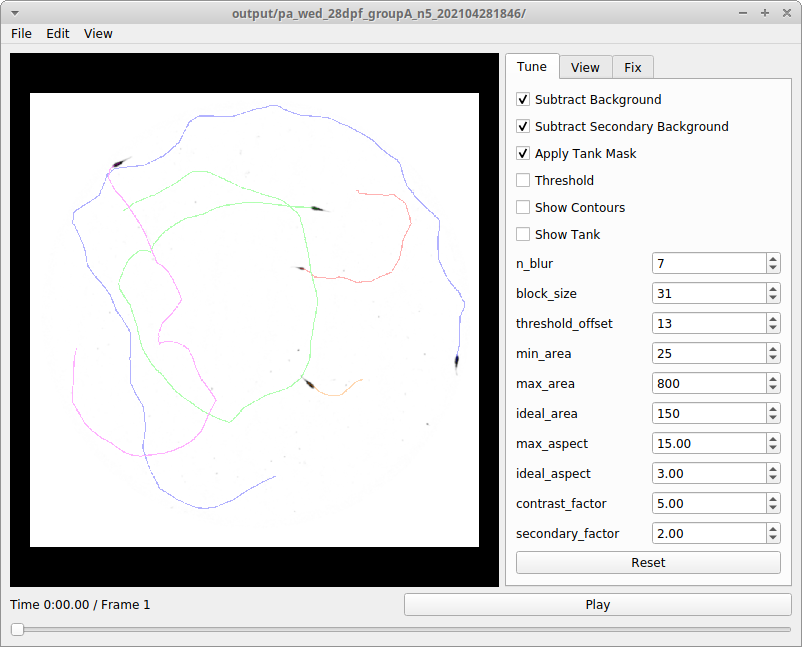 output/pa_wed_28dpf_groupA_n5_202104281846/
File Edit View
Tune View Fix
Subtract Background
Subtract Secondary Background
Apply Tank Mask
Threshold
Show Contours
Show Tank
n_blur 7
block_size 31
threshold_offset 13
min_area 25
max_area 800
ideal_area 150
max_aspect 15.00
ideal_aspect 3.00
contrast_factor 5.00
secondary_factor 2.00
Reset
Time 0:00.00 / Frame 1 Play